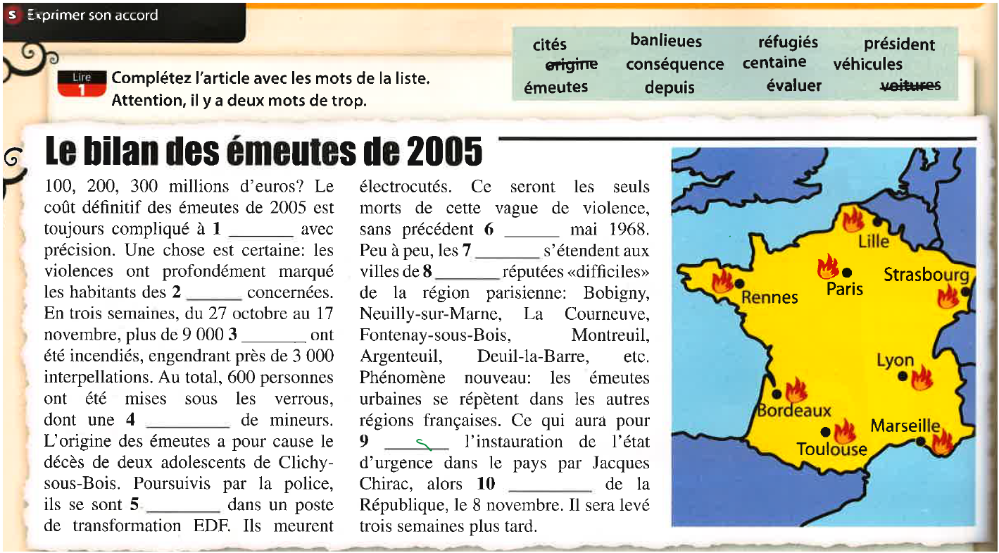 S Exprimer son accord
cités banlieues réfugiés président
origine conséquence centaine véhicules
émeutes depuis évaluer voitures
Lire
1
Complétez l'article avec les mots de la liste.
Attention, il y a deux mots de trop.
Le bilan des émeutes de 2005
100, 200, 300 millions d'euros? Le
coût définitif des émeutes de 2005 est
toujours compliqué à 1 ________ avec
précision. Une chose est certaine: les
violences ont profondément marqué
les habitants des 2 _______ concernées.
En trois semaines, du 27 octobre au 17
novembre, plus de 9 000 3 ________ ont
été incendiés, engendrant près de 3 000
interpellations. Au total, 600 personnes
ont été mises sous les verrous,
dont une 4 __________ de mineurs.
L'origine des émeutes a pour cause le
décès de deux adolescents de Clichy-
sous-Bois. Poursuivis par la police,
ils se sont 5 _________ dans un poste
de transformation EDF. Ils meurent
électrocutés. Ce seront les seuls
morts de cette vague de violence,
sans précédent 6 _______ mai 1968.
Peu à peu, les 7 ________ s'étendent aux
villes de 8 ________ réputées «difficiles»
de la région parisienne: Bobigny,
Neuilly-sur-Marne, La Courneuve,
Fontenay-sous-Bois, Montreuil,
Argenteuil, Deuil-la-Barre, etc.
Phénomène nouveau: les émeutes
urbaines se répètent dans les autres
régions françaises. Ce qui aura pour
9 ________ l'instauration de l'état
d'urgence dans le pays par Jacques
Chirac, alors 10 __________ de la
République, le 8 novembre. Il sera levé
trois semaines plus tard.
Lille
Strasbourg
Paris
Rennes
Lyon
Bordeaux
Marseille
Toulouse